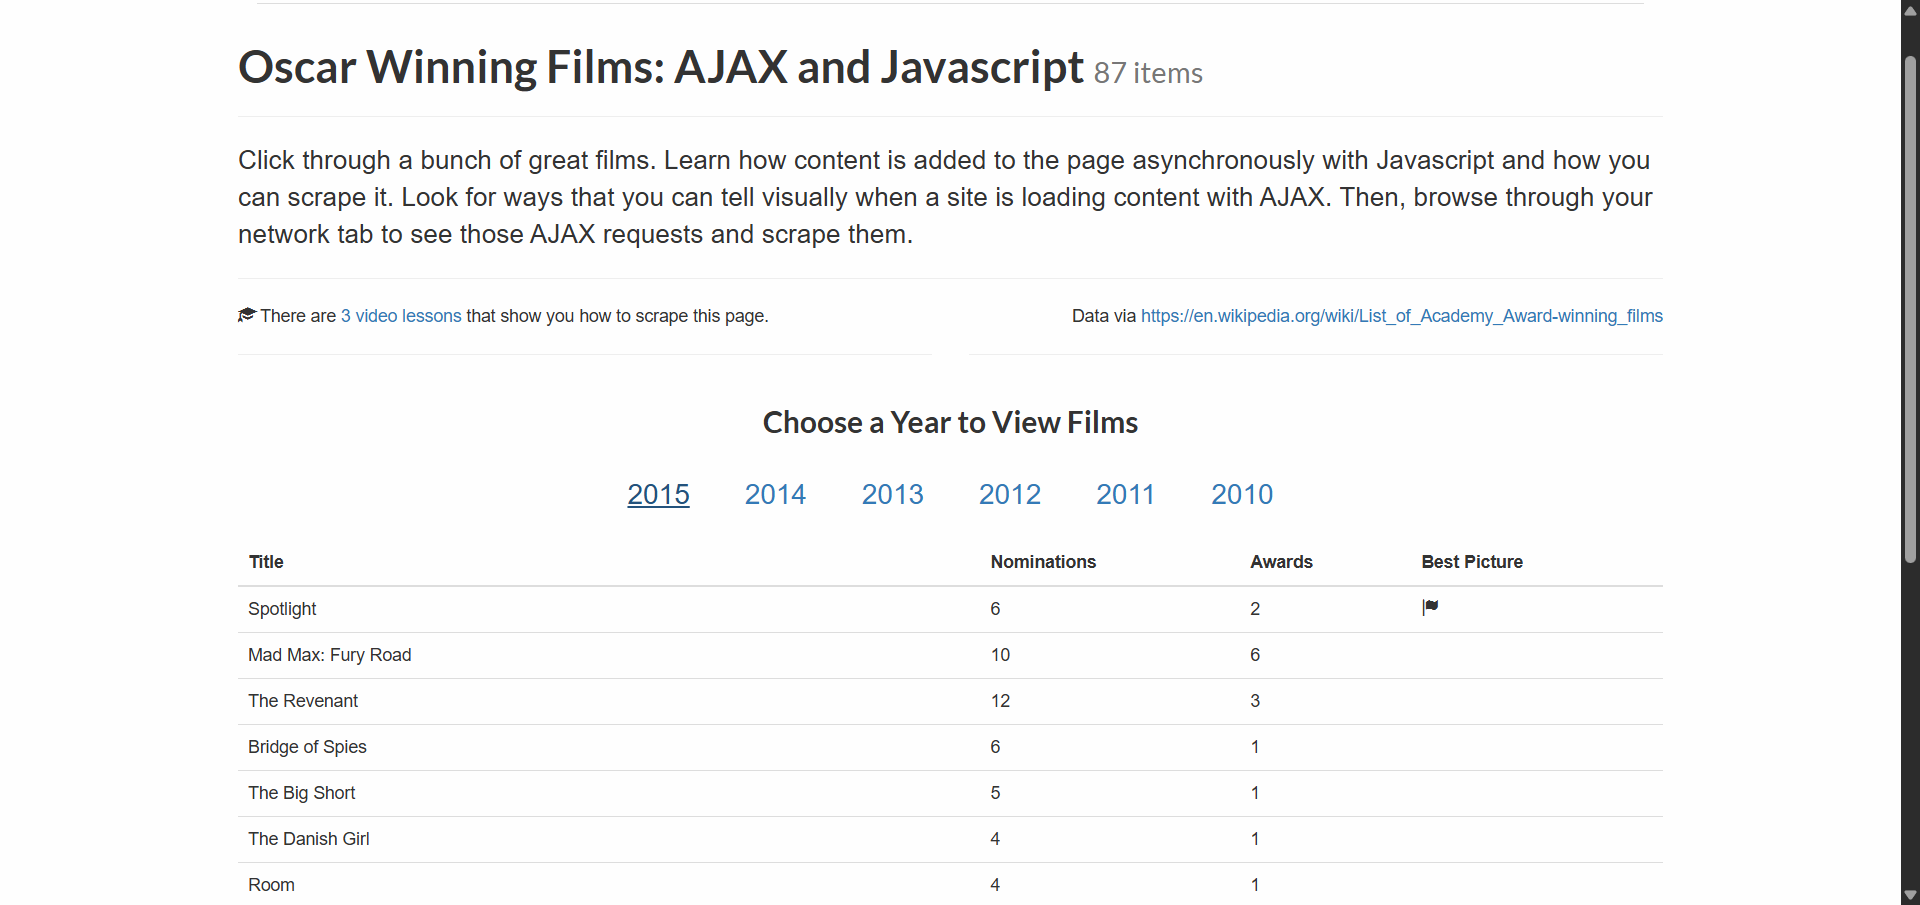 Oscar Winning Films: AJAX and Javascript 87 items
Click through a bunch of great films. Learn how content is added to the page asynchronously with Javascript and how you
can scrape it. Look for ways that you can tell visually when a site is loading content with AJAX. Then, browse through your
network tab to see those AJAX requests and scrape them.
There are 3 video lessons that show you how to scrape this page.
Data via https://en.wikipedia.org/wiki/List_of_Academy_Award-winning_films
Choose a Year to View Films
2015 2014 2013 2012 2011 2010
Title Nominations Awards Best Picture
Spotlight 6 2
Mad Max: Fury Road 10 6
The Revenant 12 3
Bridge of Spies 6 1
The Big Short 5 1
The Danish Girl 4 1
Room 4 1